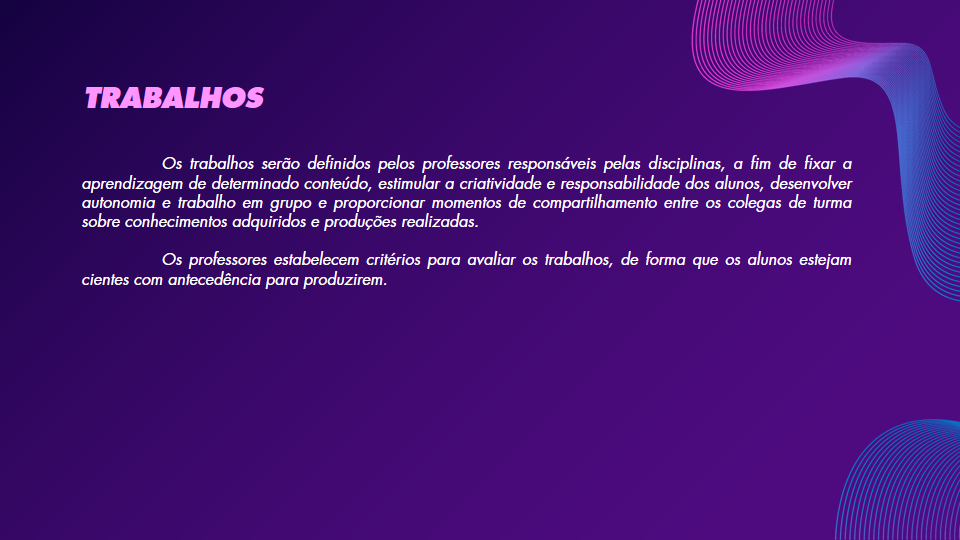 TRABALHOS
Os trabalhos serão definidos pelos professores responsáveis pelas disciplinas, a fim de fixar a
aprendizagem de determinado conteúdo, estimular a criatividade e responsabilidade dos alunos, desenvolver
autonomia e trabalho em grupo e proporcionar momentos de compartilhamento entre os colegas de turma
sobre conhecimentos adquiridos e produções realizadas.
Os professores estabelecem critérios para avaliar os trabalhos, de forma que os alunos estejam
cientes com antecedência para produzirem.